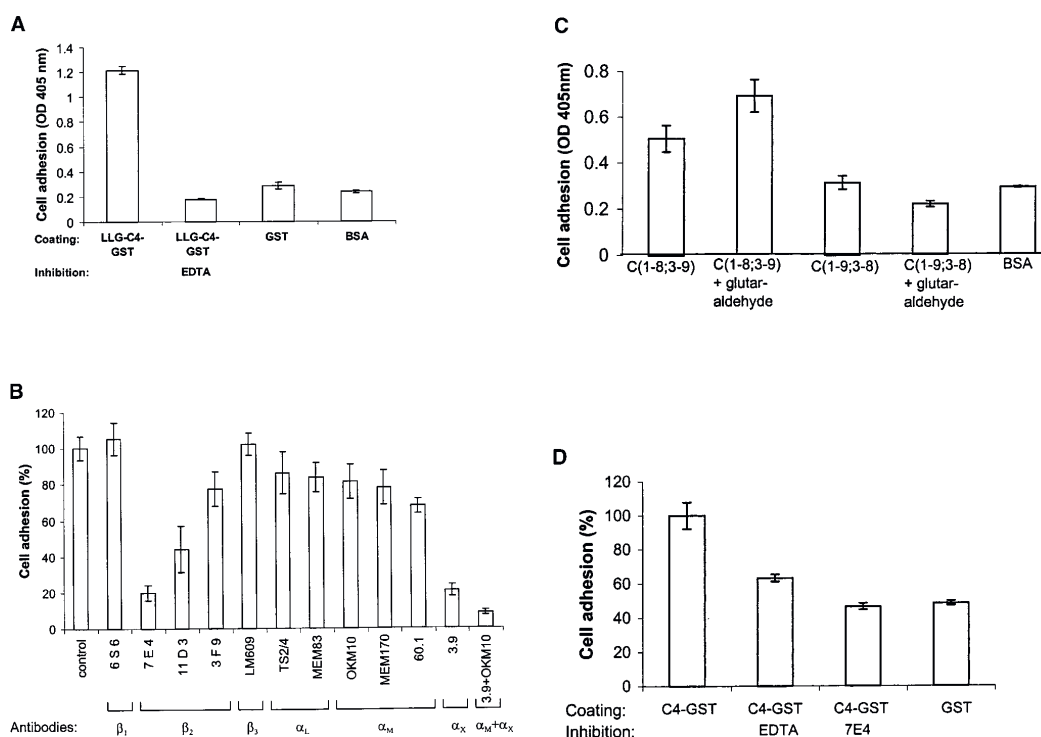 A
Cell adhesion (OD 405 nm)
1.4
1.2
1
0.8
0.6
0.4
0.2
0
Coating: LLG-C4-GST LLG-C4-GST GST BSA
Inhibition: EDTA
C
Cell adhesion (OD 405nm)
0.8
0.6
0.4
0.2
0
C(1-8;3-9) C(1-8;3-9) C(1-9;3-8) C(1-9;3-8) BSA
+ glutar- + glutar-
aldehyde aldehyde
B
Cell adhesion (%)
120
100
80
60
40
20
0
control 6 S 6 7 E 4 11 D 3 3 F 9 LM609 TS2/4 MEM83 OKM10 MEM170 60.1 3.9 3.9+OKM10
Antibodies: β1 β2 β3 αL αM αX αM+αX
D
Cell adhesion (%)
120
100
80
60
40
20
0
Coating: C4-GST C4-GST C4-GST GST
Inhibition: EDTA 7E4